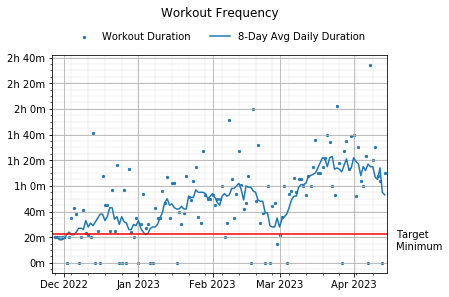 Workout Frequency
Workout Duration
8-Day Avg Daily Duration
2h 40m
2h 20m
2h 0m
1h 40m
1h 20m
1h 0m
40m
20m
0m
Target
Minimum
Dec 2022
Jan 2023
Feb 2023
Mar 2023
Apr 2023